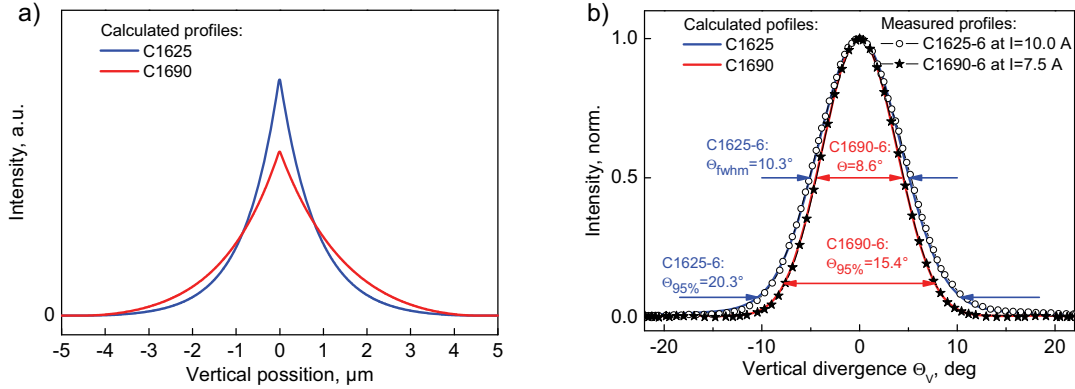 a)
Calculated profiles:
C1625
C1690
Intensity, a.u.
0
-5 -4 -3 -2 -1 0 1 2 3 4 5
Vertical possition, µm
b)
Calculated profiles:
C1625
C1690
Measured profiles:
C1625-6 at I=10.0 A
C1690-6 at I=7.5 A
Intensity, norm.
1.0
0.5
0.0
C1625-6:
Θfwhm=10.3°
C1690-6:
Θ=8.6°
C1625-6:
Θ95%=20.3°
C1690-6:
Θ95%=15.4°
-20 -10 0 10 20
Vertical divergence ΘV, deg